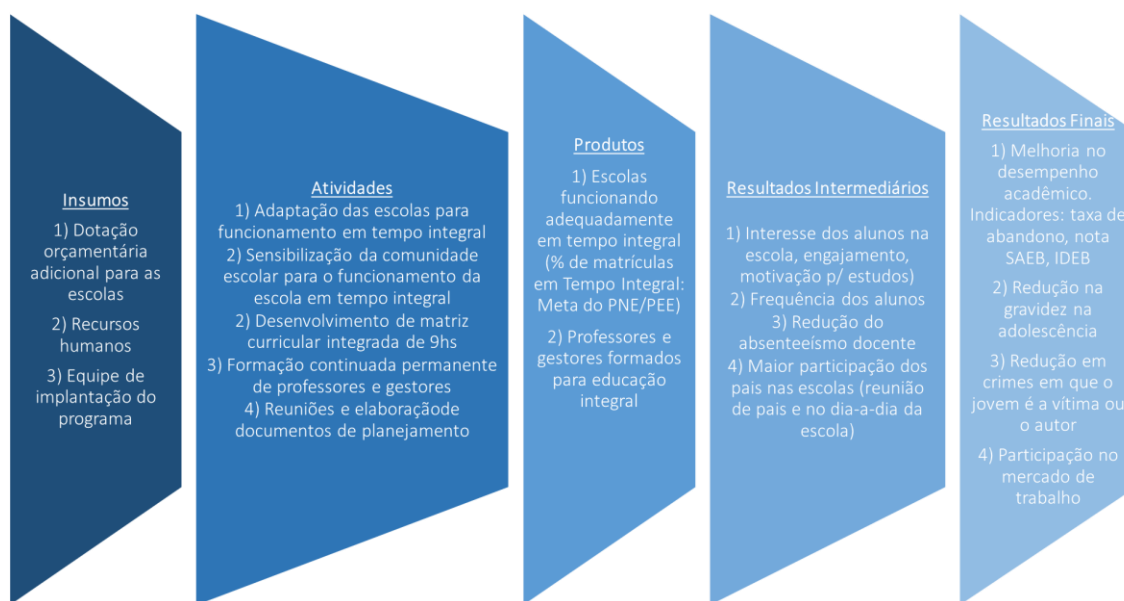 Insumos
1) Dotação
orçamentária
adicional para as
escolas
2) Recursos
humanos
3) Equipe de
implantação do
programa
Atividades
1) Adaptação das escolas para
funcionamento em tempo integral
2) Sensibilização da comunidade
escolar para o funcionamento da
escola em tempo integral
2) Desenvolvimento de matriz
curricular integrada de 9hs
3) Formação continuada permanente
de professores e gestores
4) Reuniões e elaboraçãode
documentos de planejamento
Produtos
1) Escolas
funcionando
adequadamente
em tempo integral
(% de matrículas
em Tempo Integral:
Meta do PNE/PEE)
2) Professores e
gestores formados
para educação
integral
Resultados Intermediários
1) Interesse dos alunos na
escola, engajamento,
motivação p/ estudos)
2) Frequência dos alunos
3) Redução do
absenteeísmo docente
4) Maior participação dos
pais nas escolas (reunião
de pais e no dia-a-dia da
escola)
Resultados Finais
1) Melhoria no
desempenho
acadêmico.
Indicadores: taxa de
abandono, nota
SAEB, IDEB
2) Redução na
gravidez na
adolescência
3) Redução em
crimes em que o
jovem é a vítima ou
o autor
4) Participação no
mercado de
trabalho